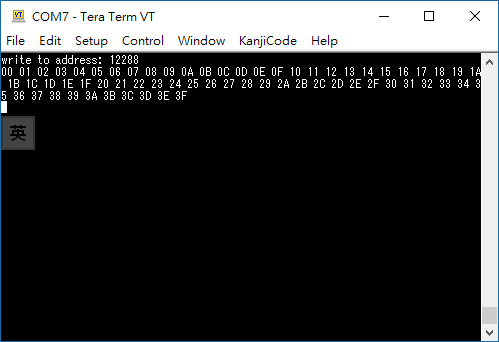 COM7 - Tera Term VT
File Edit Setup Control Window KanjiCode Help
write to address: 12288
00 01 02 03 04 05 06 07 08 09 0A 0B 0C 0D 0E 0F 10 11 12 13 14 15 16 17 18 19 1A
 1B 1C 1D 1E 1F 20 21 22 23 24 25 26 27 28 29 2A 2B 2C 2D 2E 2F 30 31 32 33 34 3
5 36 37 38 39 3A 3B 3C 3D 3E 3F
英